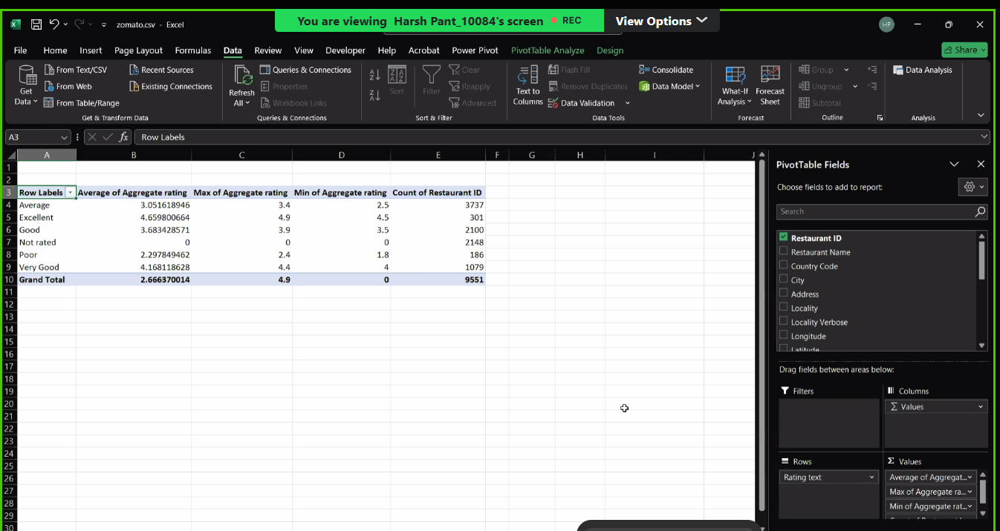 You are viewing Harsh Pant_10084's screen REC View Options
zomato.csv - Excel HP
File Home Insert Page Layout Formulas Data Review View Developer Help Acrobat Power Pivot PivotTable Analyze Design Share
Get Data
From Text/CSV
From Web
From Table/Range
Recent Sources
Existing Connections
Get & Transform Data
Refresh All
Queries & Connections
Properties
Workbook Links
Queries & Connections
Sort
Filter
Clear
Reapply
Advanced
Sort & Filter
Text to Columns
Flash Fill
Remove Duplicates
Data Validation
Consolidate
Data Model
Data Tools
What-If Analysis
Forecast Sheet
Forecast
Group
Ungroup
Subtotal
Outline
Data Analysis
Analysis
A3 fx Row Labels
A B C D E F G H I J
1
2
3 Row Labels Average of Aggregate rating Max of Aggregate rating Min of Aggregate rating Count of Restaurant ID
4 Average 3.051618946 3.4 2.5 3737
5 Excellent 4.659800664 4.9 4.5 301
6 Good 3.683428571 3.9 3.5 2100
7 Not rated 0 0 0 2148
8 Poor 2.297849462 2.4 1.8 186
9 Very Good 4.168118628 4.4 4 1079
10 Grand Total 2.666370014 4.9 0 9551
11
12
13
14
15
16
17
18
19
20
21
22
23
24
25
26
27
28
29
30
PivotTable Fields
Choose fields to add to report:
Search
Restaurant ID
Restaurant Name
Country Code
City
Address
Locality
Locality Verbose
Longitude
Latitude
Drag fields between areas below:
Filters
Columns
Σ Values
Rows
Rating text
Σ Values
Average of Aggregat...
Max of Aggregate ra...
Min of Aggregate rat...